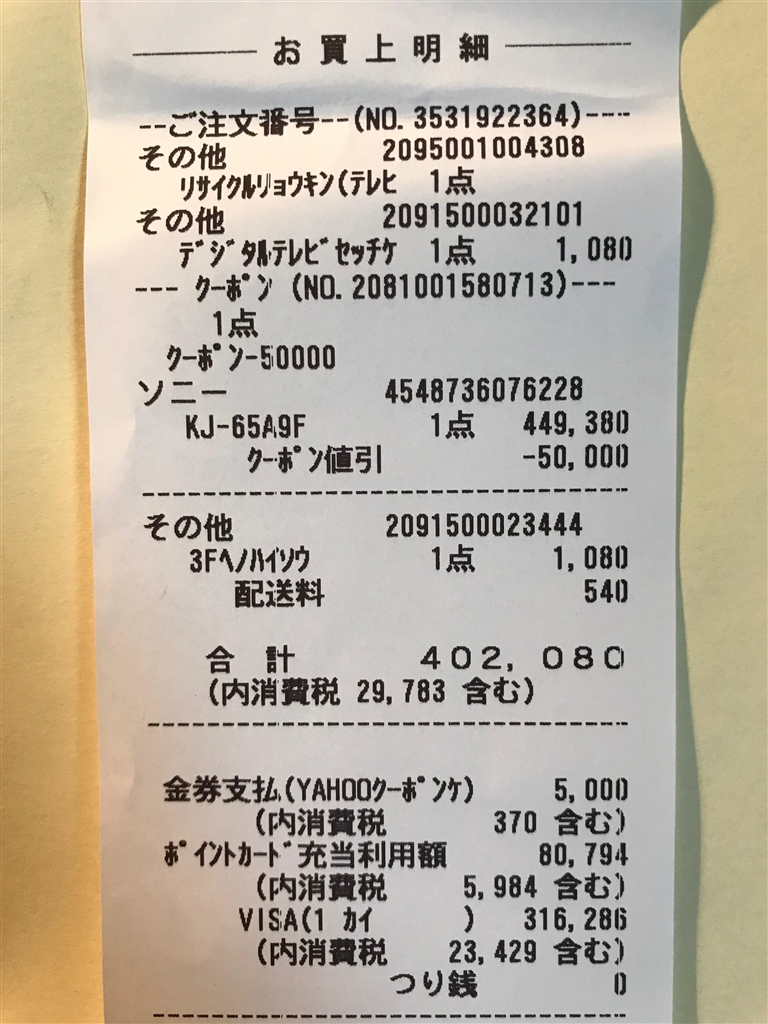 お買上明細
--ご注文番号--(NO. 3531922364)----
その他 2095001004308
ﾘｻｲｸﾙﾘｮｳｷﾝ(ﾃﾚﾋ 1点
その他 2091500032101
ﾃﾞｼﾞﾀﾙﾃﾚﾋﾞｾｯﾁｹ 1点 1,080
--- ｸｰﾎﾟﾝ (NO. 2081001580713)---
1点
ｸｰﾎﾟﾝ-50000
ソニー 4548736076228
KJ-65A9F 1点 449,380
ｸｰﾎﾟﾝ値引 -50,000
その他 2091500023444
3Fﾍﾉﾊｲｿｳ 1点 1,080
配送料 540
合 計 402,080
(内消費税 29,783 含む)
金券支払(YAHOOｸｰﾎﾟﾝｹ) 5,000
(内消費税 370 含む)
ﾎﾟｲﾝﾄｶｰﾄﾞ充当利用額 80,794
(内消費税 5,984 含む)
VISA(1 ｶｲ ) 316,286
(内消費税 23,429 含む)
つり銭 0